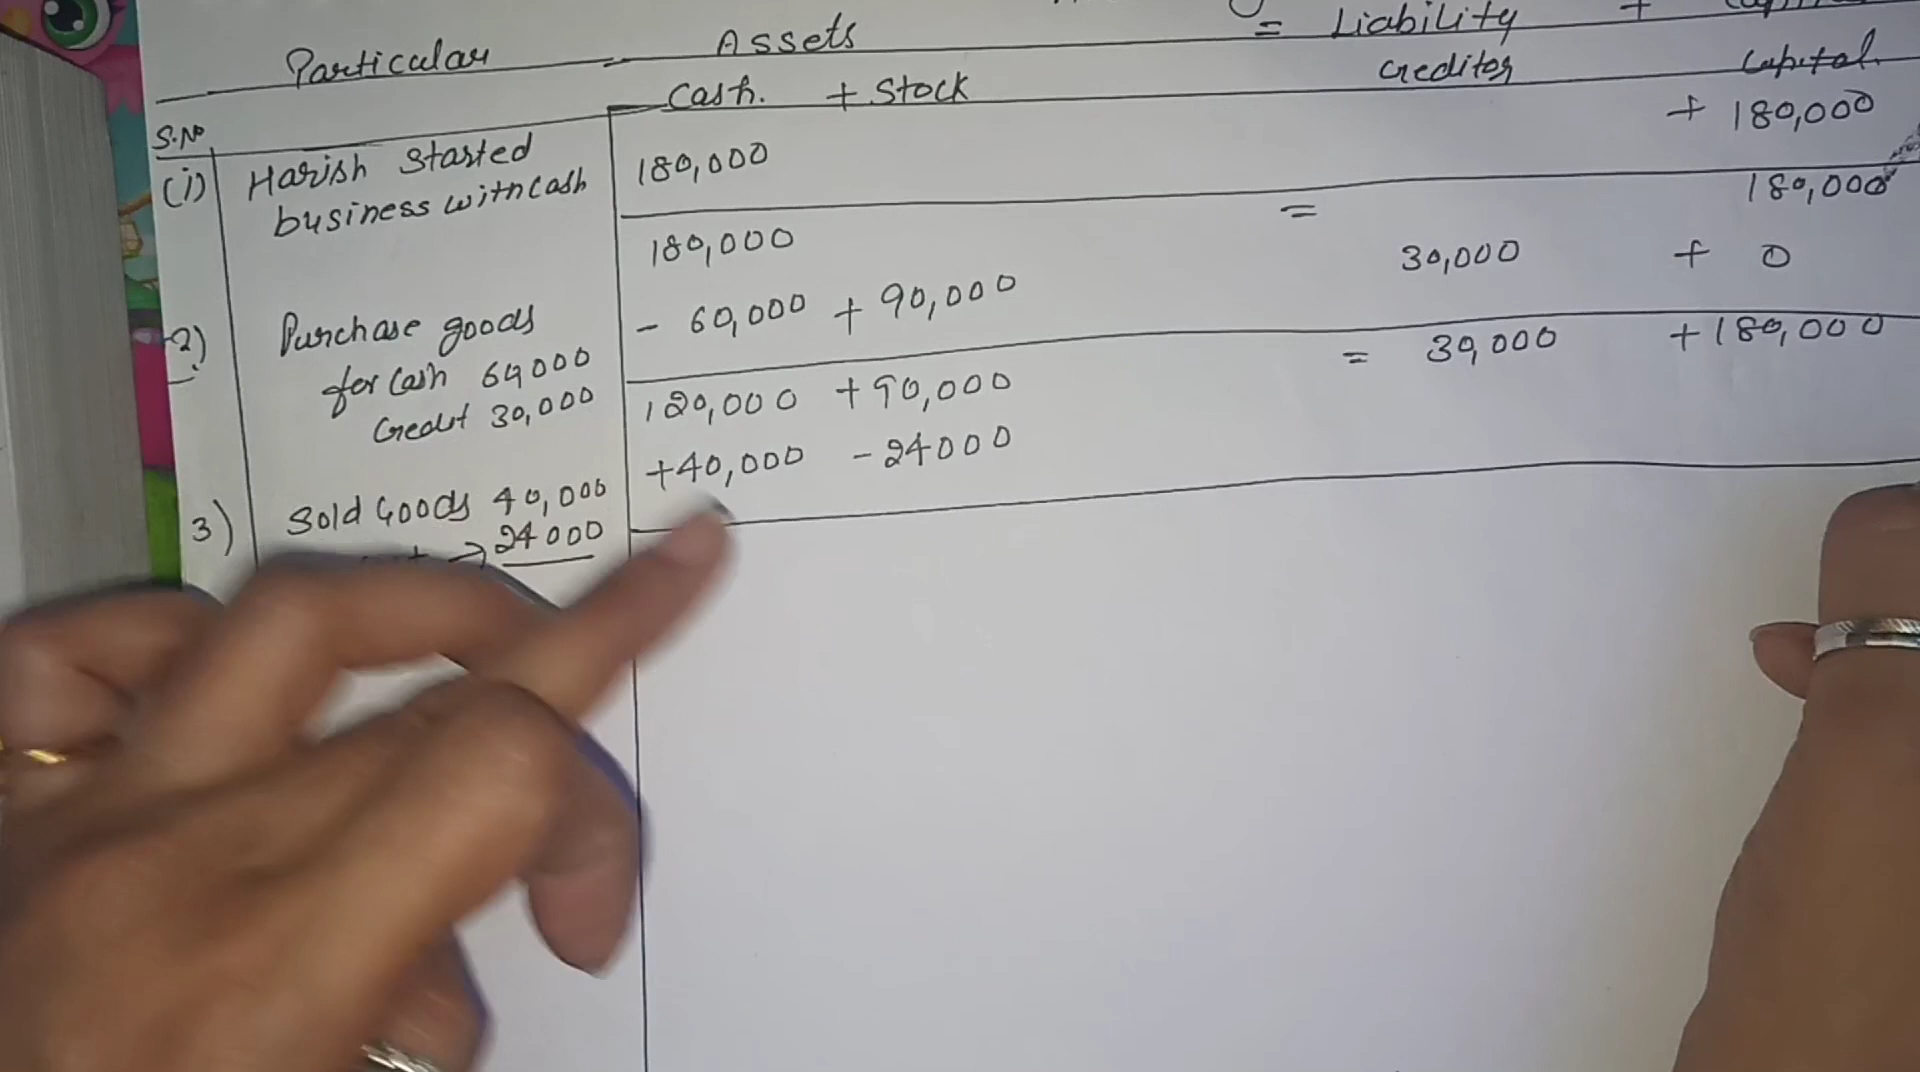 = Liability +
Particular = Assets
creditor capital.
Cash. + Stock
S.No
+ 180,000
(i) Harish started 180,000
business with cash
= 180,000
180,000
30,000 + 0
2) Purchase goods - 60,000 + 90,000
for Cash 60,000
= 30,000 + 180,000
Credit 30,000 120,000 + 90,000
+40,000 - 24000
3) Sold Goods 40,000
→ 24000